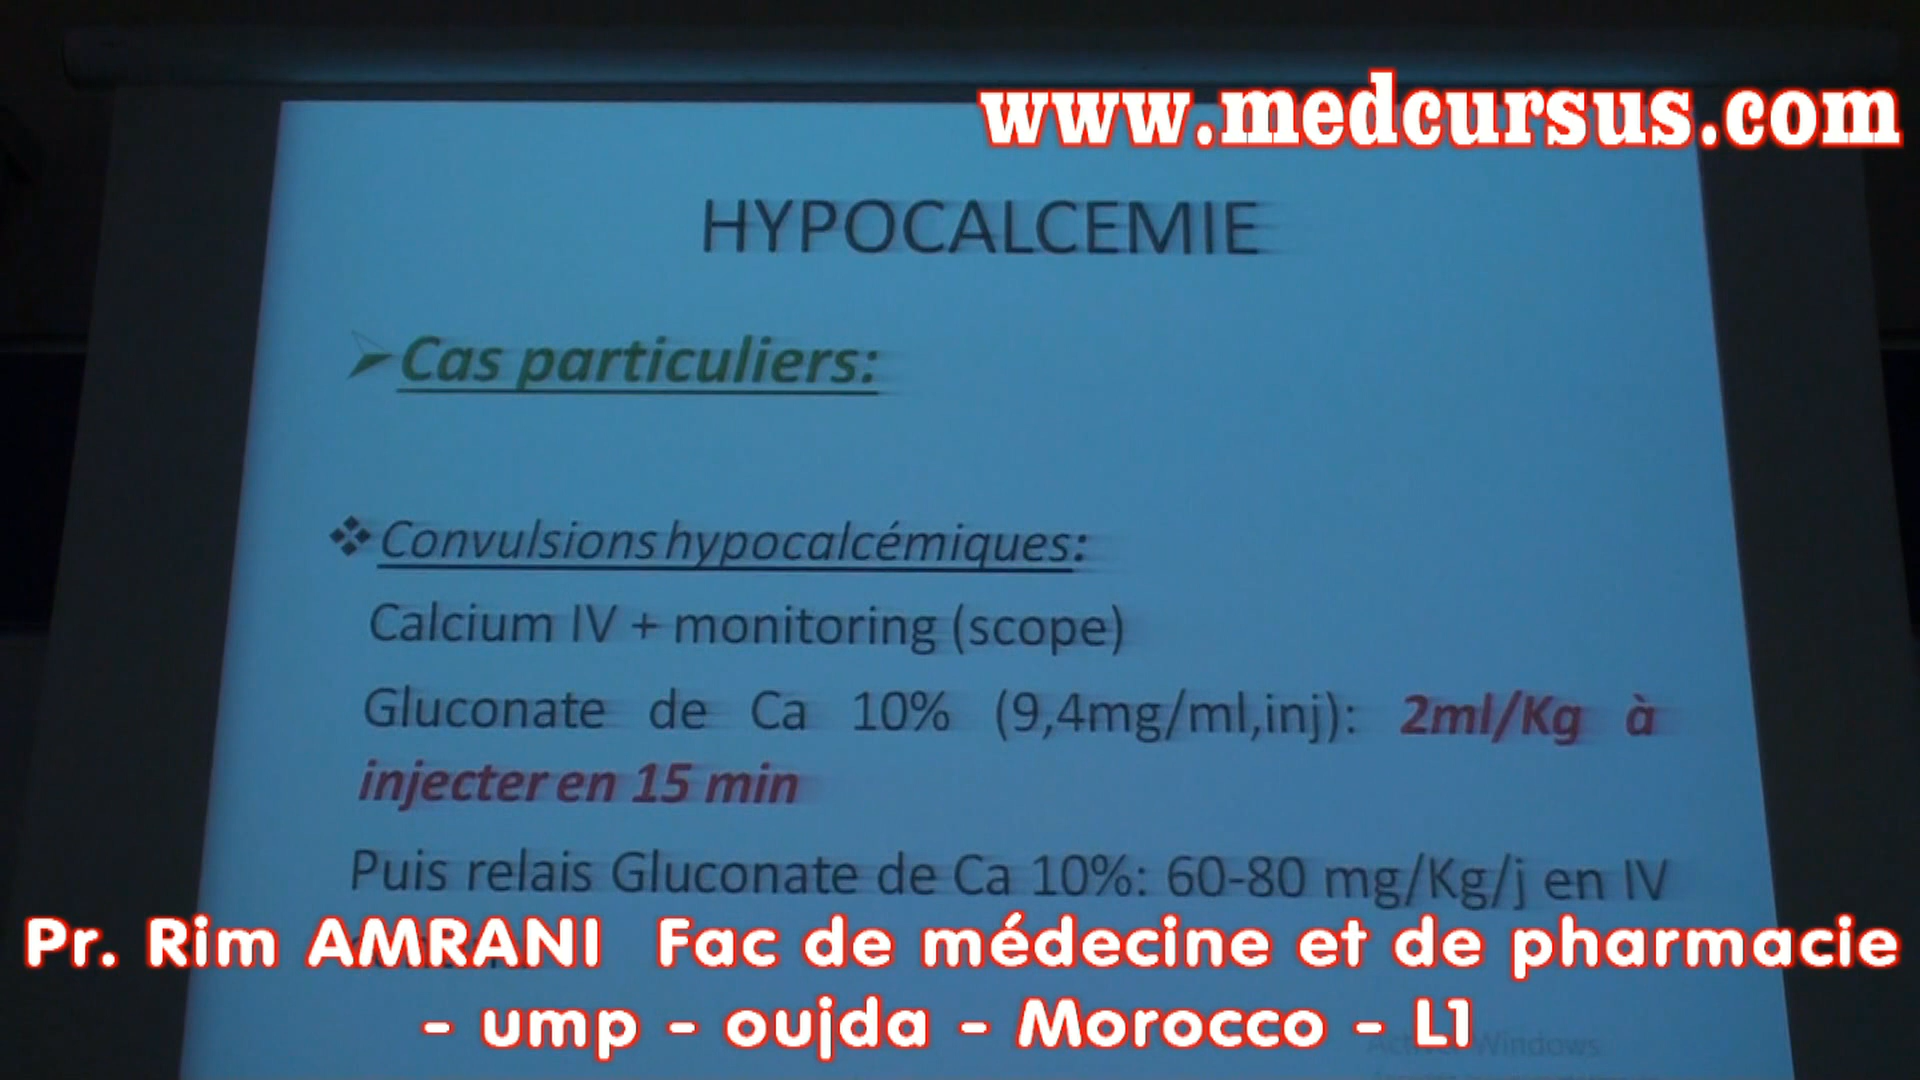 www.medcursus.com
HYPOCALCEMIE
Cas particuliers:
Convulsions hypocalcémiques:
Calcium IV + monitoring (scope)
Gluconate de Ca 10% (9,4mg/ml,inj): 2ml/Kg à
injecter en 15 min
Puis relais Gluconate de Ca 10%: 60-80 mg/Kg/j en IV
Pr. Rim AMRANI Fac de médecine et de pharmacie
- ump - oujda - Morocco - L1
Activer Windows